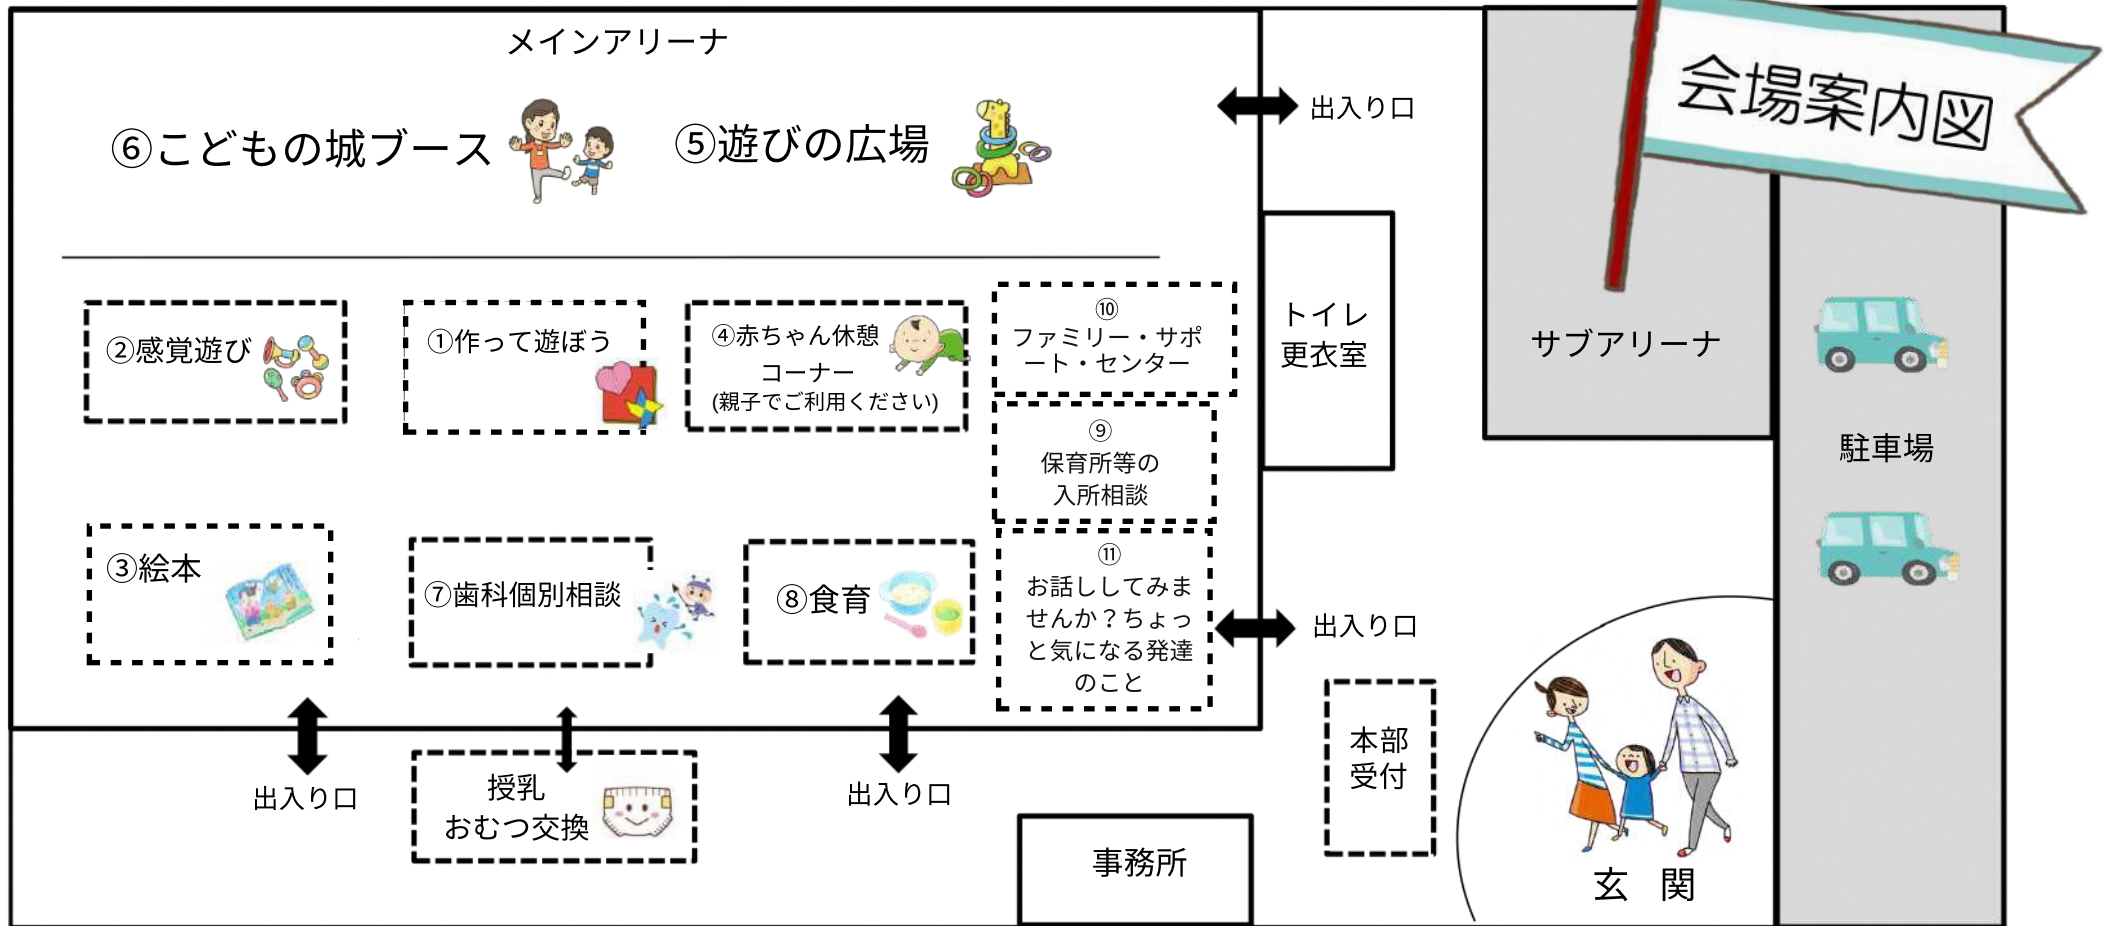 会場案内図
メインアリーナ
⑥こどもの城ブース
⑤遊びの広場
出入り口
②感覚遊び
①作って遊ぼう
④赤ちゃん休憩
コーナー
(親子でご利用ください)
⑩
ファミリー・サポ
ート・センター
トイレ
更衣室
サブアリーナ
駐車場
⑨
保育所等の
入所相談
③絵本
⑦歯科個別相談
⑧食育
⑪
お話ししてみま
せんか？ちょっ
と気になる発達
のこと
出入り口
本部
受付
出入り口
授乳
おむつ交換
出入り口
事務所
玄 関